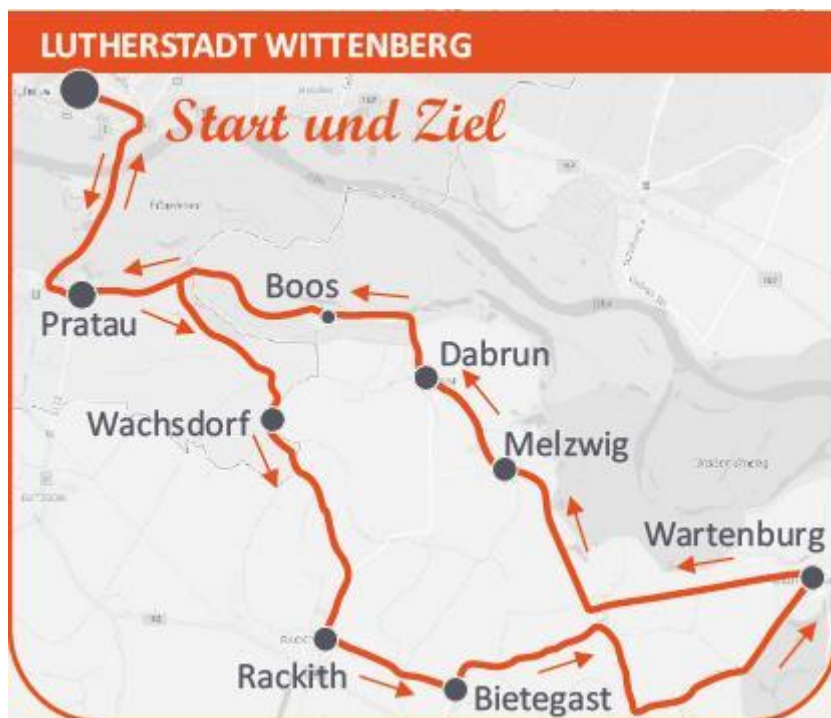 LUTHERSTADT WITTENBERG
Start und Ziel
Boos
Pratau
Dabrun
Wachsdorf
Melzwig
Wartenburg
Rackith
Bietegast